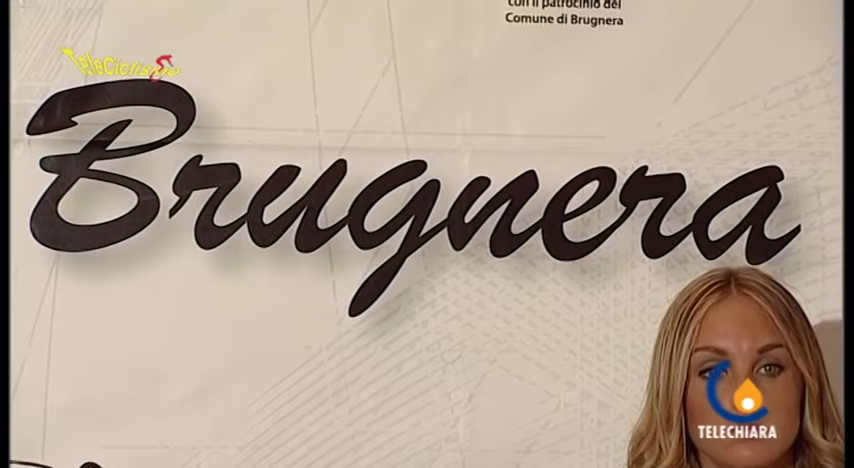 con il patrocinio del
Comune di Brugnera
TeleCiclismo
Brugnera
TELECHIARA